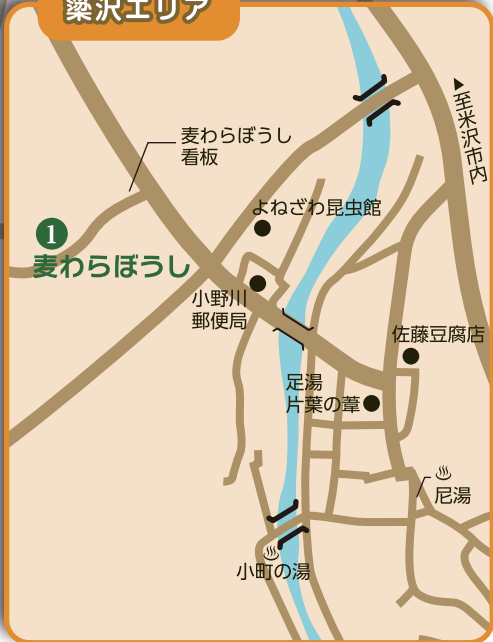 簗沢エリア
▲至米沢市内
麦わらぼうし
看板
よねざわ昆虫館
1
麦わらぼうし
小野川
郵便局
佐藤豆腐店
足湯
片葉の葦
尼湯
小町の湯